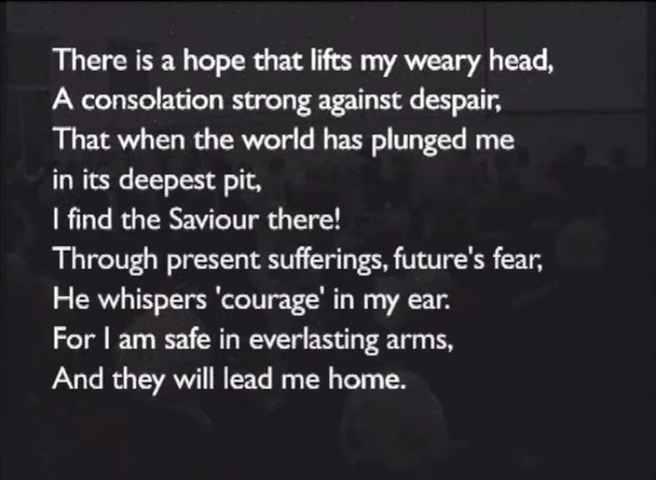 There is a hope that lifts my weary head,
A consolation strong against despair,
That when the world has plunged me
in its deepest pit,
I find the Saviour there!
Through present sufferings, future's fear,
He whispers 'courage' in my ear.
For I am safe in everlasting arms,
And they will lead me home.